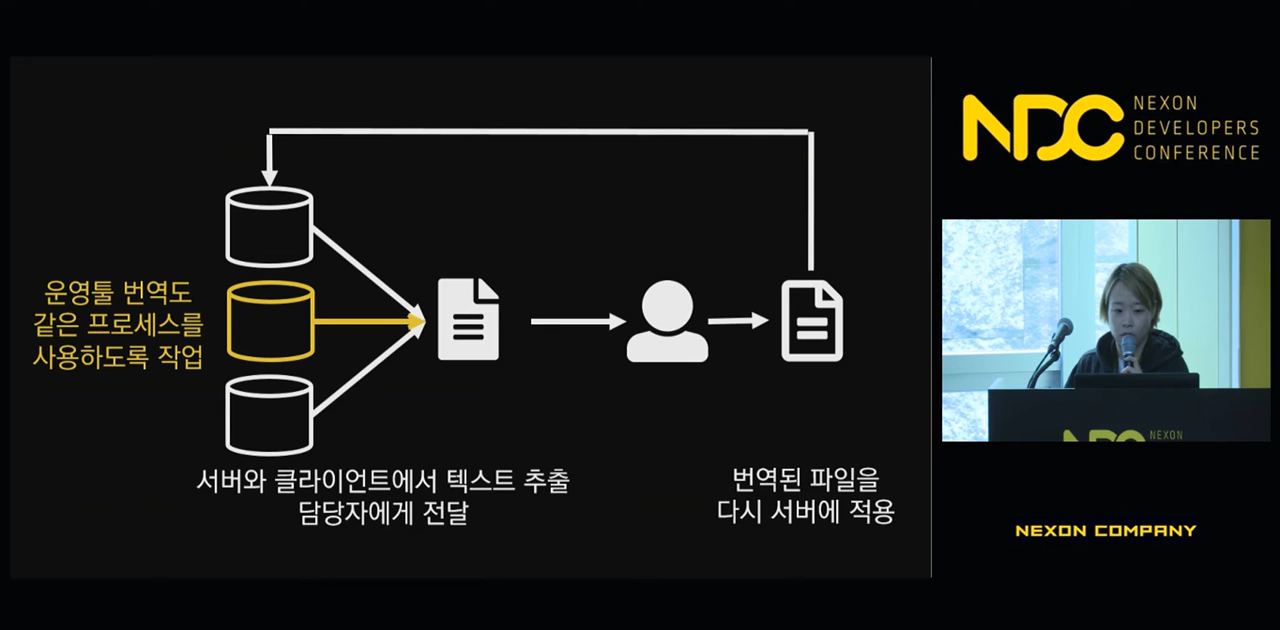 운영툴 번역도
같은 프로세스를
사용하도록 작업
서버와 클라이언트에서 텍스트 추출
담당자에게 전달
번역된 파일을
다시 서버에 적용
NDC
NEXON
DEVELOPERS
CONFERENCE
NDC
NEXON
NEXON COMPANY